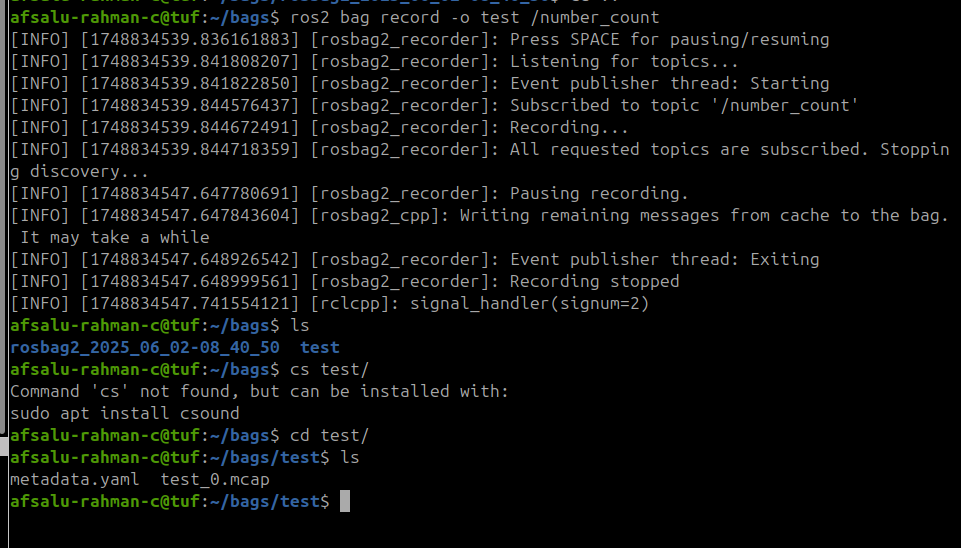 afsalu-rahman-c@tuf:~/bags$ ros2 bag record -o test /number_count
[INFO] [1748834539.836161883] [rosbag2_recorder]: Press SPACE for pausing/resuming
[INFO] [1748834539.841808207] [rosbag2_recorder]: Listening for topics...
[INFO] [1748834539.841822850] [rosbag2_recorder]: Event publisher thread: Starting
[INFO] [1748834539.844576437] [rosbag2_recorder]: Subscribed to topic '/number_count'
[INFO] [1748834539.844672491] [rosbag2_recorder]: Recording...
[INFO] [1748834539.844718359] [rosbag2_recorder]: All requested topics are subscribed. Stoppin
g discovery...
[INFO] [1748834547.647780691] [rosbag2_recorder]: Pausing recording.
[INFO] [1748834547.647843604] [rosbag2_cpp]: Writing remaining messages from cache to the bag.
 It may take a while
[INFO] [1748834547.648926542] [rosbag2_recorder]: Event publisher thread: Exiting
[INFO] [1748834547.648999561] [rosbag2_recorder]: Recording stopped
[INFO] [1748834547.741554121] [rclcpp]: signal_handler(signum=2)
afsalu-rahman-c@tuf:~/bags$ ls
rosbag2_2025_06_02-08_40_50  test
afsalu-rahman-c@tuf:~/bags$ cs test/
Command 'cs' not found, but can be installed with:
sudo apt install csound
afsalu-rahman-c@tuf:~/bags$ cd test/
afsalu-rahman-c@tuf:~/bags/test$ ls
metadata.yaml  test_0.mcap
afsalu-rahman-c@tuf:~/bags/test$